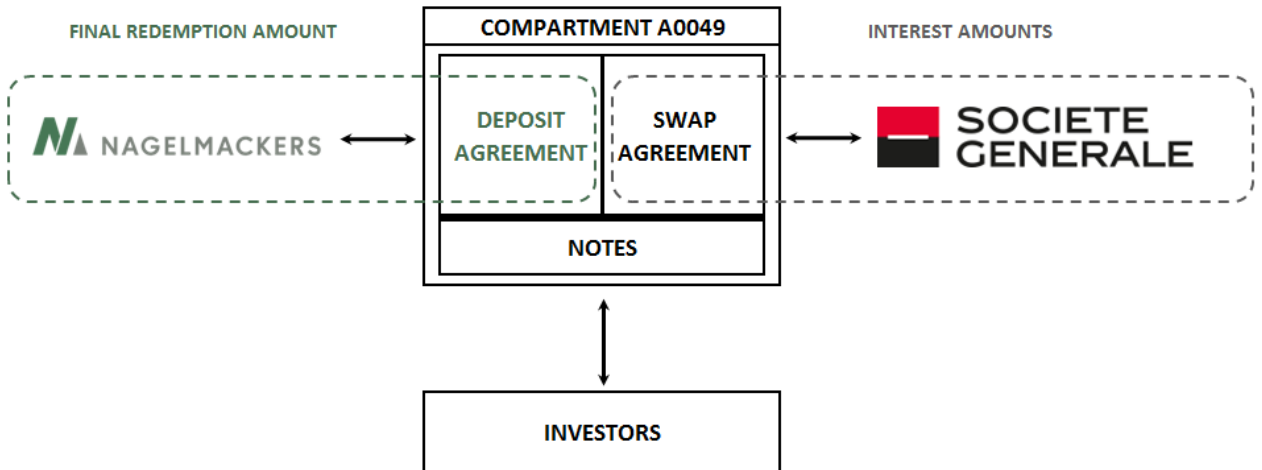 FINAL REDEMPTION AMOUNT
COMPARTMENT A0049
INTEREST AMOUNTS
NAGELMACKERS
DEPOSIT
AGREEMENT
SWAP
AGREEMENT
SOCIETE
GENERALE
NOTES
INVESTORS